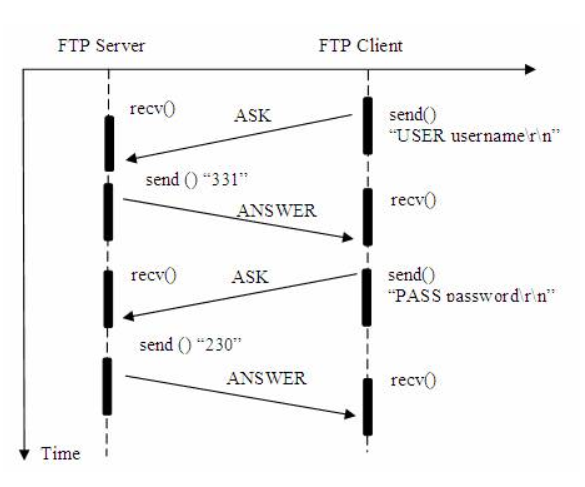 FTP Server FTP Client
recv() ASK send()
“USER username\r\n”
send () “331”
ANSWER recv()
recv() ASK send()
“PASS password\r\n”
send () “230”
ANSWER recv()
Time